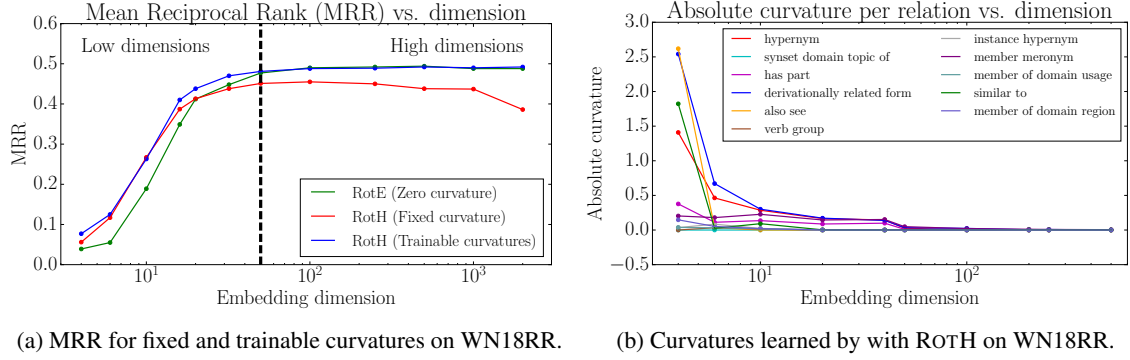 Mean Reciprocal Rank (MRR) vs. dimension
0.6
0.5
0.4
0.3
0.2
0.1
0.0
MRR
Low dimensions
High dimensions
RotE (Zero curvature)
RotH (Fixed curvature)
RotH (Trainable curvatures)
10^1
10^2
10^3
Embedding dimension
(a) MRR for fixed and trainable curvatures on WN18RR.
Absolute curvature per relation vs. dimension
3.0
2.5
2.0
1.5
1.0
0.5
0.0
−0.5
Absolute curvature
hypernym
synset domain topic of
has part
derivationally related form
also see
verb group
instance hypernym
member meronym
member of domain usage
similar to
member of domain region
10^1
10^2
Embedding dimension
(b) Curvatures learned by with ROTH on WN18RR.